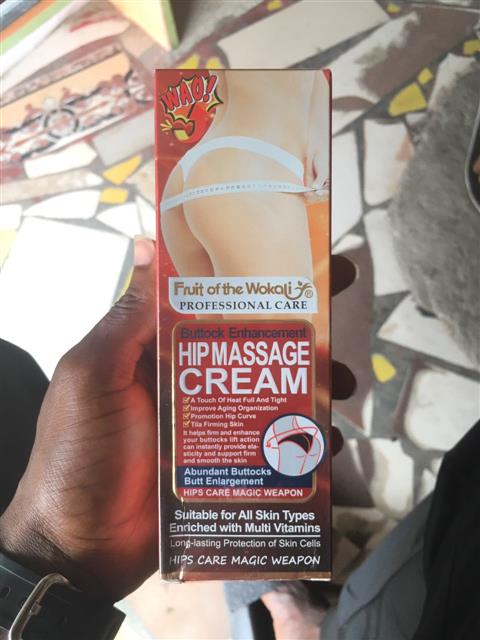 WAO!
Fruit of the Wokali ®
PROFESSIONAL CARE
Buttock Enhancement
HIP MASSAGE
CREAM
A Touch Of Heat Full And Tight
Improve Aging Organization
Promotion Hip Curve
Tila Firming Skin
It helps firm and enhance
your buttocks lift action
can instantly provide ela-
sticity and support firm
and smooth the skin
Abundant Buttocks
Butt Enlargement
HIPS CARE MAGIC WEAPON
Suitable for All Skin Types
Enriched with Multi Vitamins
Long-lasting Protection of Skin Cells
HIPS CARE MAGIC WEAPON